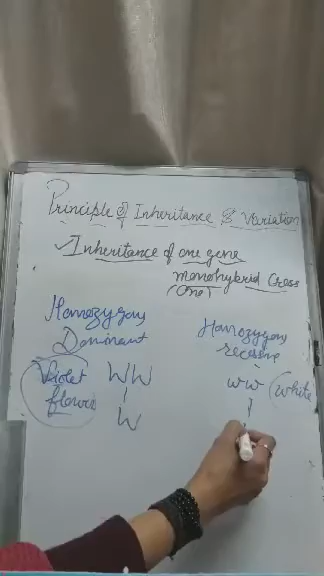 Principle of Inheritance & Variation
✓Inheritance of one gene
monohybrid Cross
(One)
Homozygous
Dominant
Violet WW
flower
W
Homozygous
recessive
ww (white